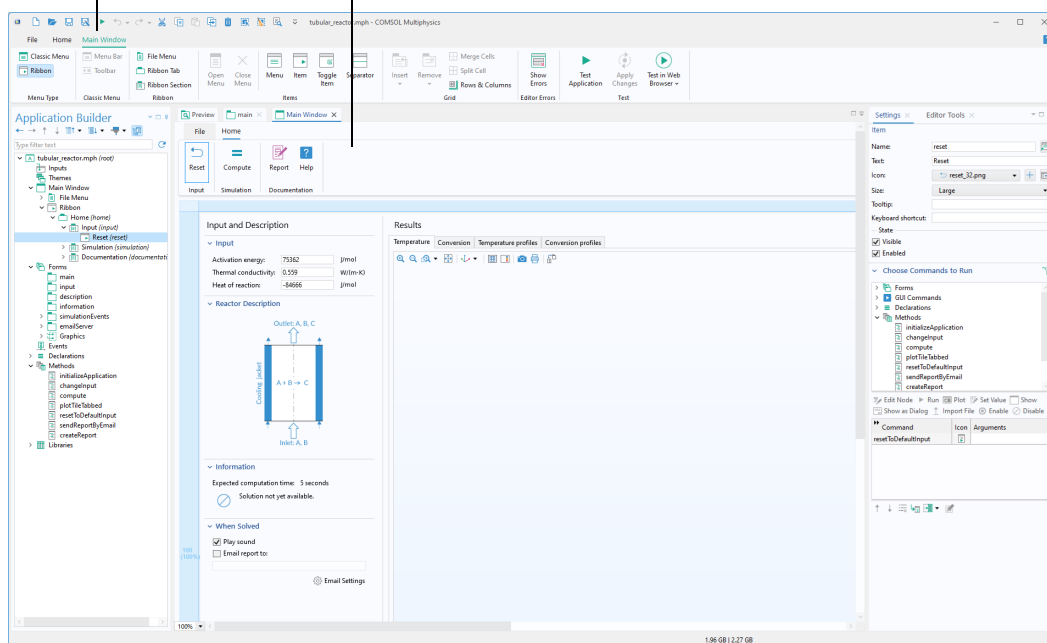 tubular_reactor.mph - COMSOL Multiphysics
File Home Main Window
Classic Menu
Ribbon
Menu Type
Menu Bar
Toolbar
Classic Menu
File Menu
Ribbon Tab
Ribbon Section
Ribbon
Open Menu
Close Menu
Menu
Item
Toggle Item
Separator
Items
Insert
Remove
Merge Cells
Split Cell
Rows & Columns
Grid
Show Errors
Editor Errors
Test Application
Apply Changes
Test in Web Browser
Test
Application Builder
Type filter text
tubular_reactor.mph (root)
Inputs
Themes
Main Window
File Menu
Ribbon
Home (home)
Input (input)
Reset (reset)
Simulation (simulation)
Documentation (documentati
Forms
main
input
description
information
simulationEvents
emailServer
Graphics
Events
Declarations
Methods
initializeApplication
changeInput
compute
plotTileTabbed
resetToDefaultInput
sendReportByEmail
createReport
Libraries
Preview main Main Window
File Home
Reset
Input
Compute
Simulation
Report Help
Documentation
Input and Description
Input
Activation energy: 75362 J/mol
Thermal conductivity: 0.559 W/(m·K)
Heat of reaction: -84666 J/mol
Reactor Description
Outlet: A, B, C
Cooling jacket
A + B → C
Inlet: A, B
Information
Expected computation time: 5 seconds
Solution not yet available.
When Solved
Play sound
Email report to:
Email Settings
100
(100%)
100%
Results
Temperature Conversion Temperature profiles Conversion profiles
Settings Editor Tools
Item
Name: reset
Text: Reset
Icon: reset_32.png
Size: Large
Tooltip:
Keyboard shortcut:
State
Visible
Enabled
Choose Commands to Run
Forms
GUI Commands
Declarations
Methods
initializeApplication
changeInput
compute
plotTileTabbed
resetToDefaultInput
sendReportByEmail
createReport
Edit Node Run Plot Set Value Show
Show as Dialog Import File Enable Disable
Command Icon Arguments
resetToDefaultInput
1.96 GB | 2.27 GB